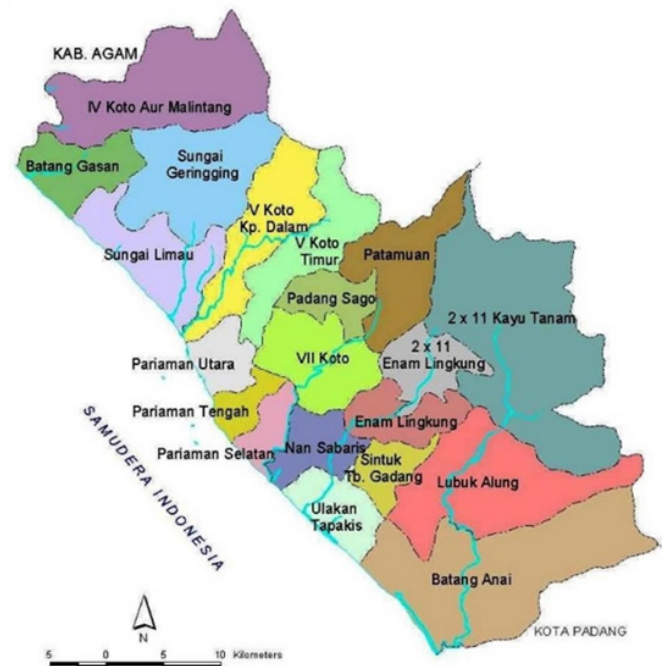 KAB. AGAM
IV Koto Aur Malintang
Batang Gasan
Sungai
Geringging
V Koto
Kp. Dalam
Sungai Limau
V Koto
Timur
Patamuan
Padang Sago
2 x 11 Kayu Tanam
VII Koto
2 x 11
Enam Lingkung
Pariaman Utara
Pariaman Tengah
Enam Lingkung
Pariaman Selatan
Nan Sabaris
Sintuk
Tb. Gadang
Lubuk Alung
Ulakan
Tapakis
SAMUDERA INDONESIA
Batang Anai
KOTA PADANG
N
5 0 5 10 Kilometers